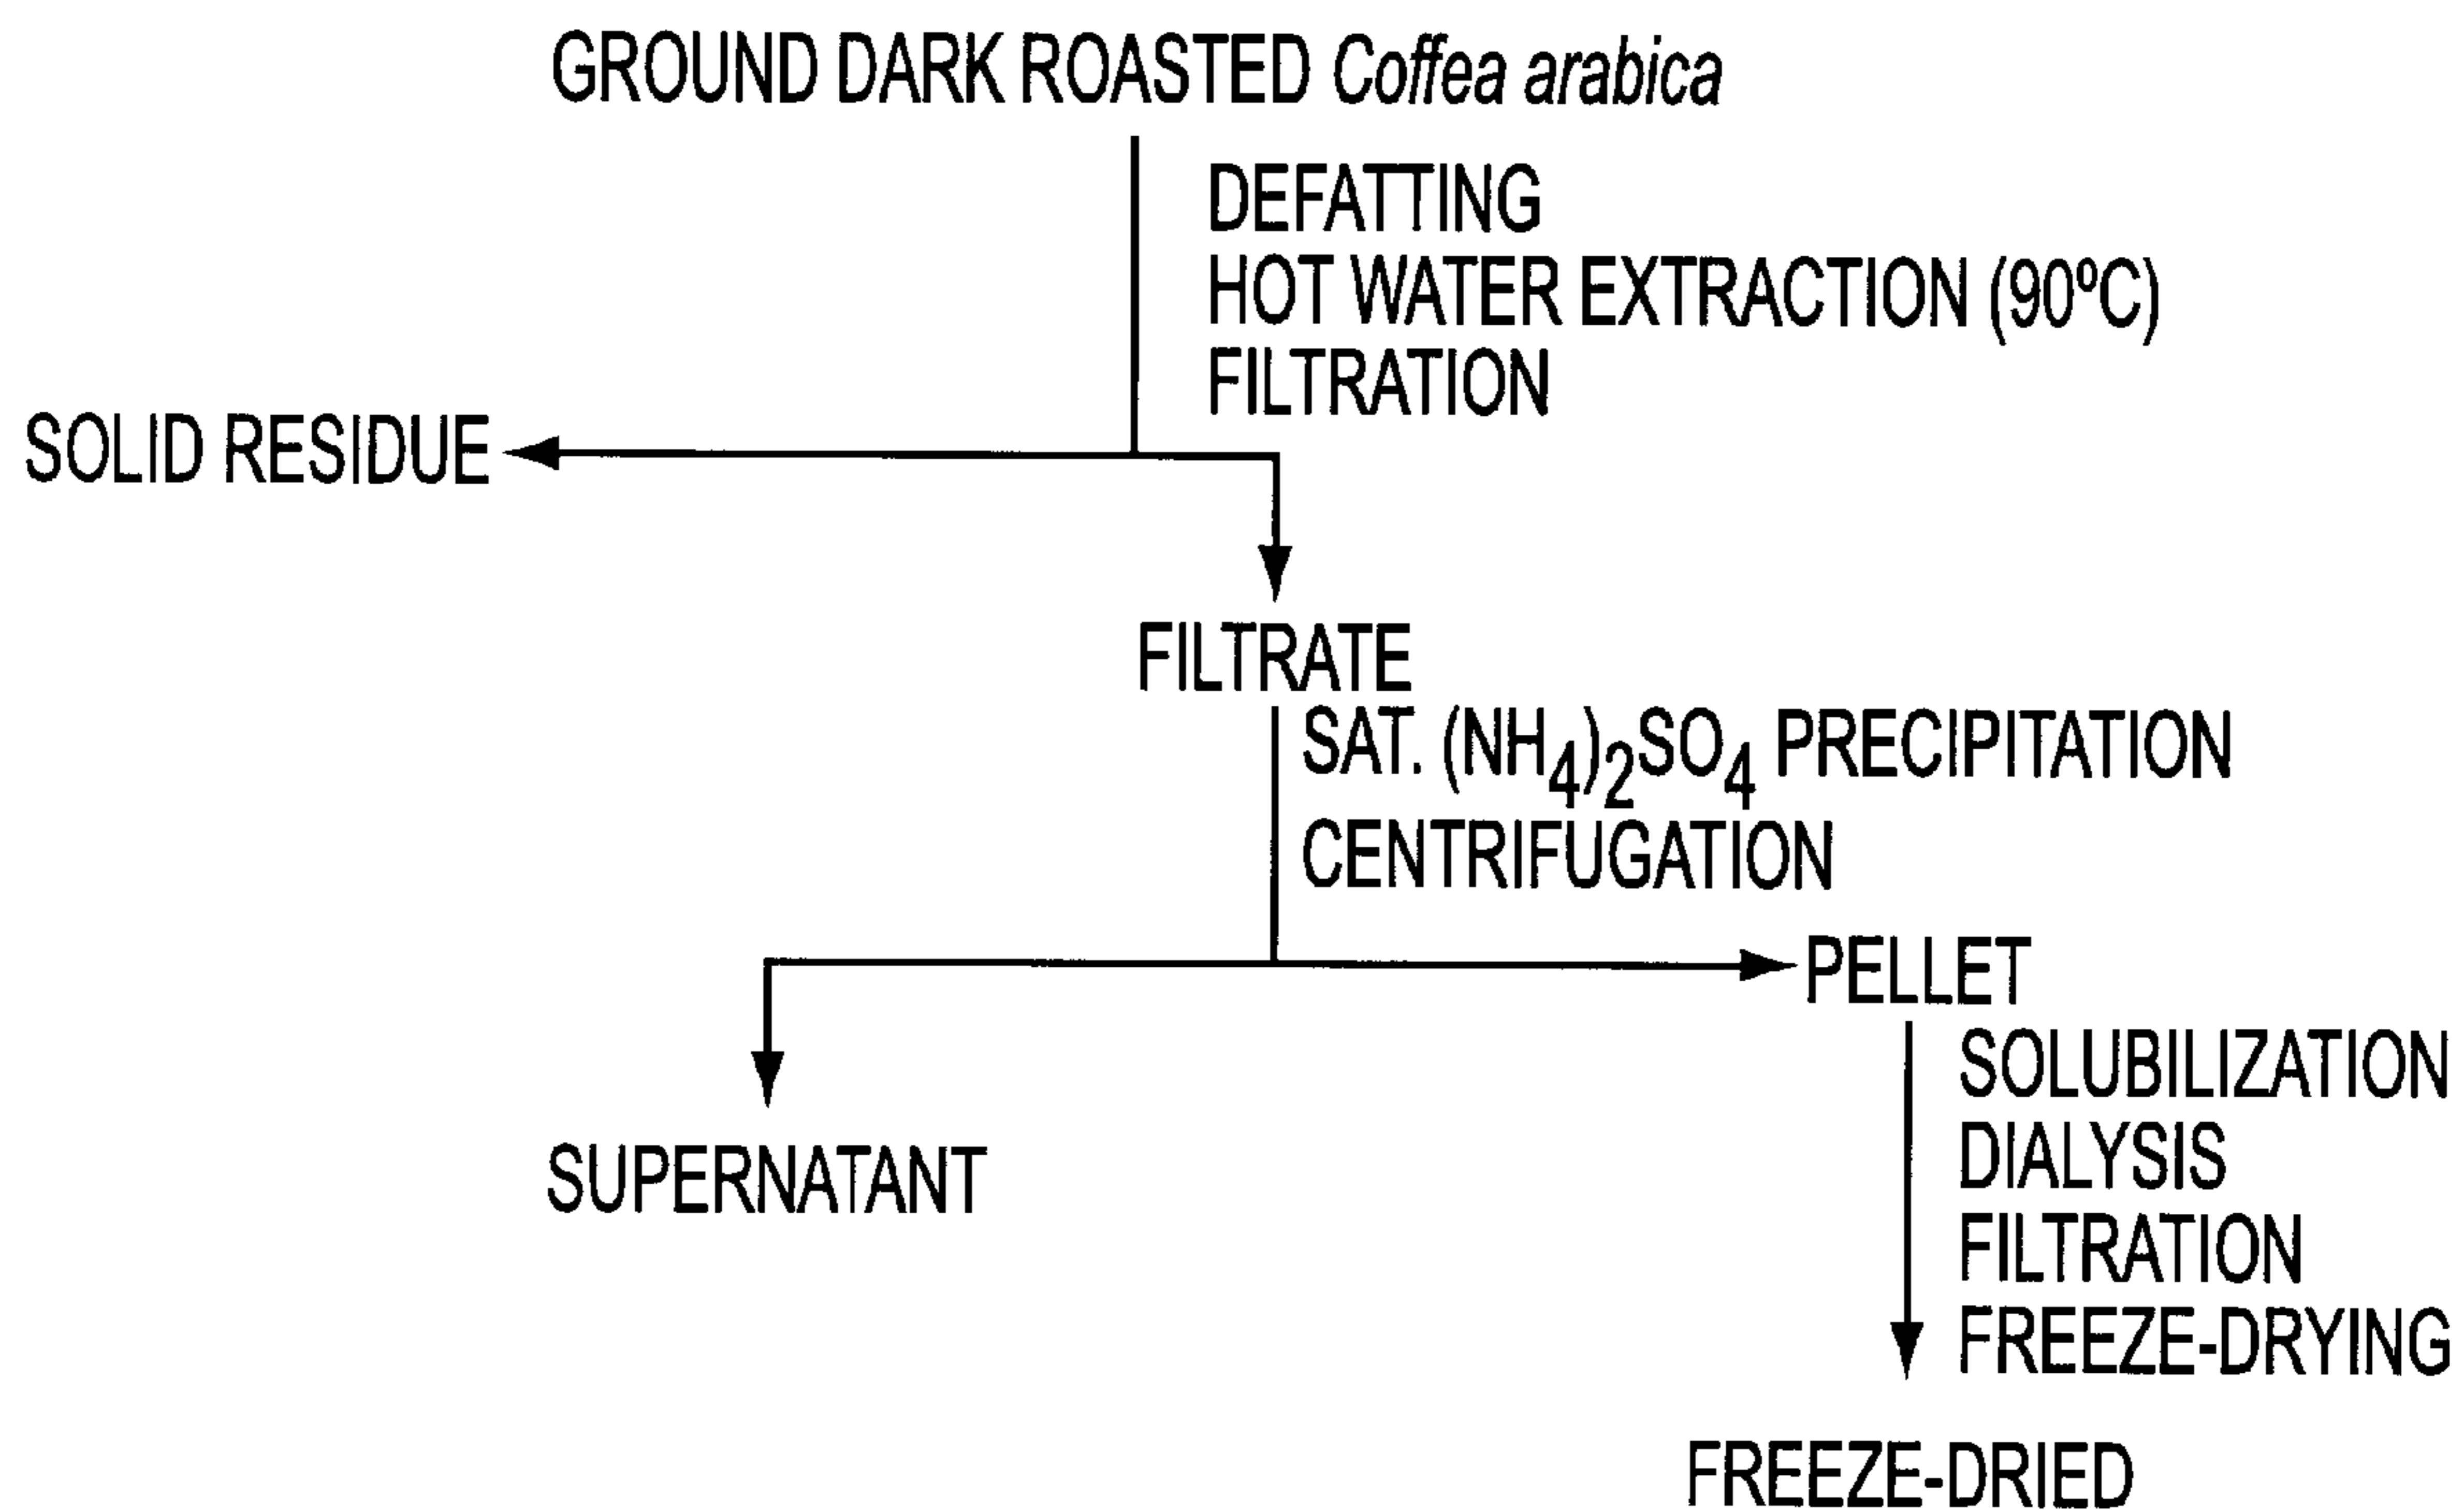 GROUND DARK ROASTED Coffea arabica
DEFATTING
HOT WATER EXTRACTION (90ºC)
FILTRATION
SOLID RESIDUE
FILTRATE
SAT. (NH4)2SO4 PRECIPITATION
CENTRIFUGATION
PELLET
SOLUBILIZATION
DIALYSIS
SUPERNATANT
FILTRATION
FREEZE-DRYING
FREEZE-DRIED